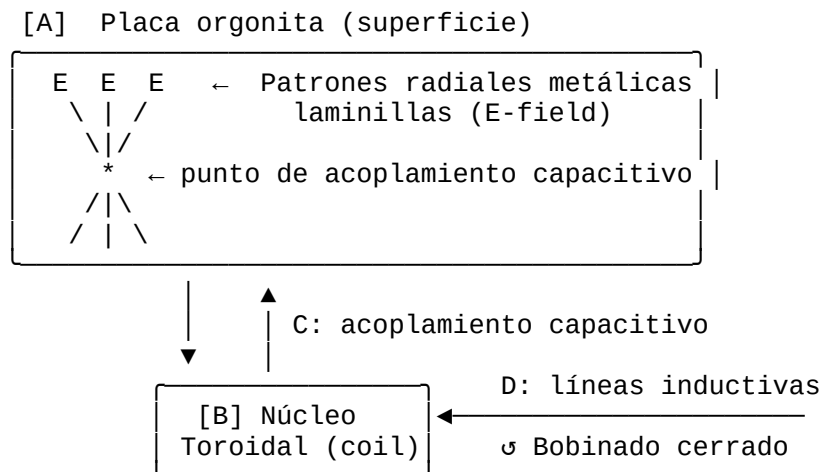 [A] Placa orgonita (superficie)
E E E ← Patrones radiales metálicas
laminillas (E-field)
* ← punto de acoplamiento capacitivo
C: acoplamiento capacitivo
D: líneas inductivas
[B] Núcleo
Toroidal (coil) ↺ Bobinado cerrado